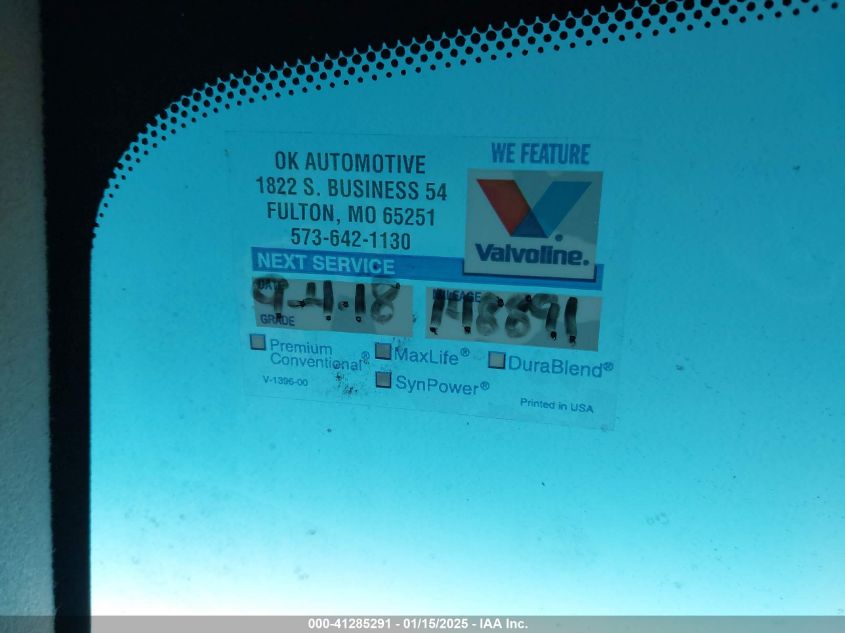 OK AUTOMOTIVE
1822 S. BUSINESS 54
FULTON, MO 65251
573-642-1130
WE FEATURE
Valvoline®
NEXT SERVICE
DATE
9-4-18
MILEAGE
148891
GRADE
Premium Conventional®
MaxLife®
DuraBlend®
SynPower®
V-1396-00
Printed in USA
000-41285291 - 01/15/2025 - IAA Inc.